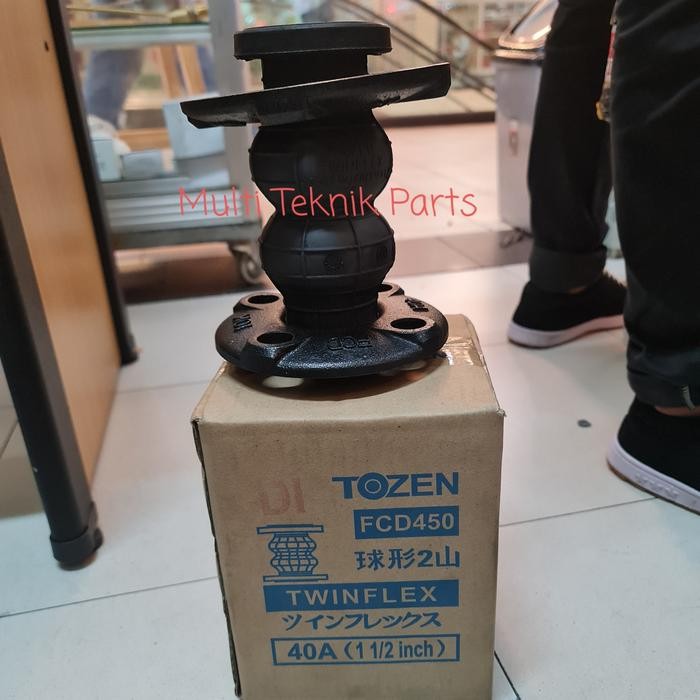 Multi Teknik Parts
DI
TOZEN
FCD450
球形2山
TWINFLEX
ツインフレックス
40A (1 1/2 inch)